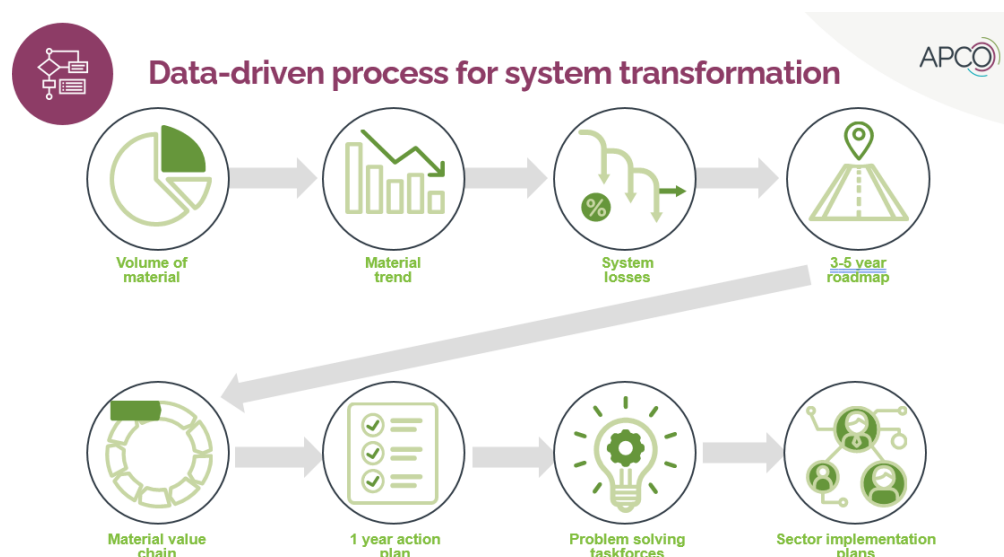 Data-driven process for system transformation
APCO
Volume of
material
Material
trend
System
losses
%
3-5 year
roadmap
Material value
chain
1 year action
plan
Problem solving
taskforces
Sector implementation
plans